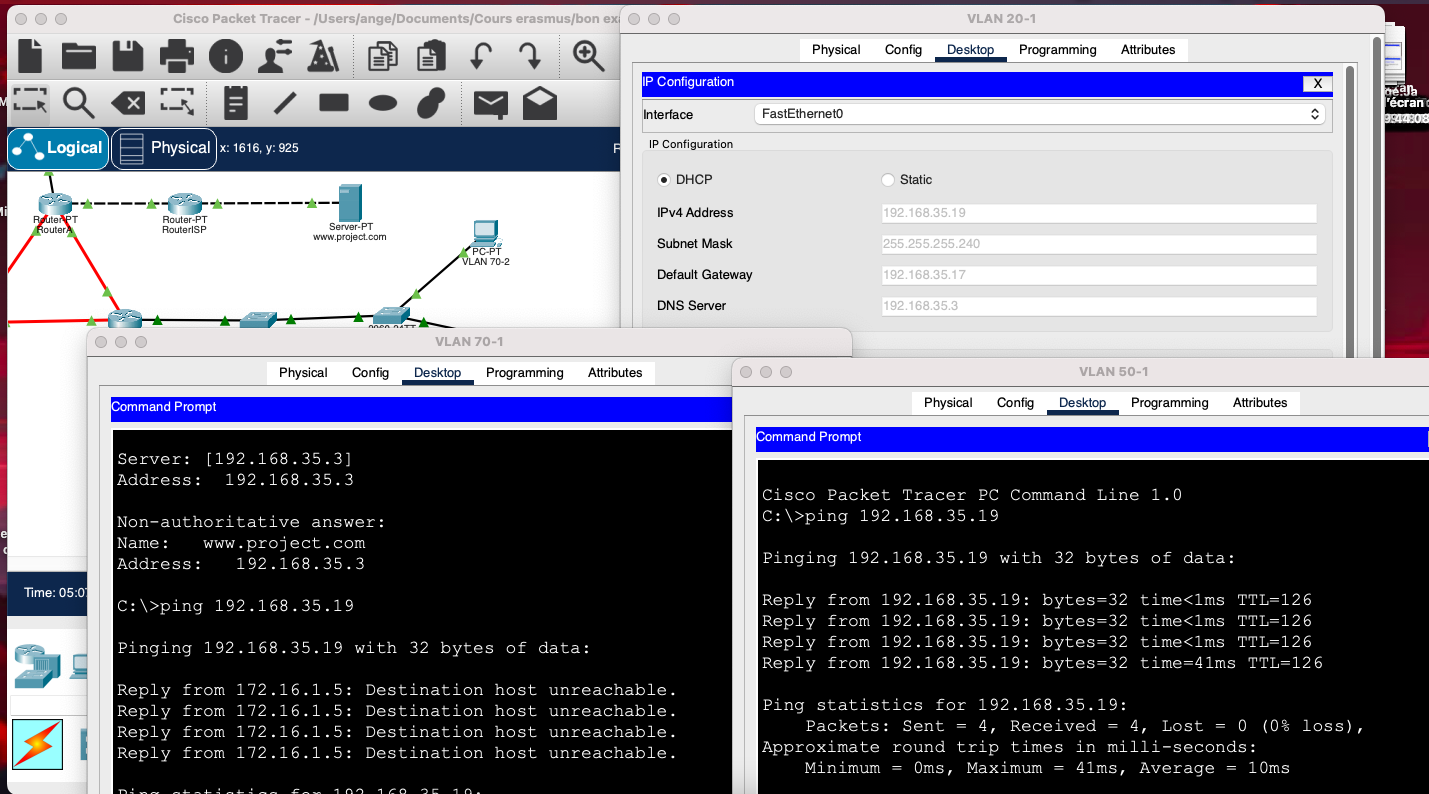 Cisco Packet Tracer - /Users/ange/Documents/Cours erasmus/bon exa
Logical
Physical
x: 1616, y: 925
Router-PT
RouterA
Router-PT
RouterISP
Server-PT
www.project.com
PC-PT
VLAN 70-2
Time: 05:07
VLAN 20-1
Physical
Config
Desktop
Programming
Attributes
IP Configuration
X
Interface
FastEthernet0
IP Configuration
DHCP
Static
IPv4 Address
192.168.35.19
Subnet Mask
255.255.255.240
Default Gateway
192.168.35.17
DNS Server
192.168.35.3
VLAN 70-1
Physical
Config
Desktop
Programming
Attributes
Command Prompt
Server: [192.168.35.3]
Address:  192.168.35.3
Non-authoritative answer:
Name:   www.project.com
Address:   192.168.35.3
C:\>ping 192.168.35.19
Pinging 192.168.35.19 with 32 bytes of data:
Reply from 172.16.1.5: Destination host unreachable.
Reply from 172.16.1.5: Destination host unreachable.
Reply from 172.16.1.5: Destination host unreachable.
Reply from 172.16.1.5: Destination host unreachable.
Ping statistics for 192.168.35.19:
VLAN 50-1
Physical
Config
Desktop
Programming
Attributes
Command Prompt
Cisco Packet Tracer PC Command Line 1.0
C:\>ping 192.168.35.19
Pinging 192.168.35.19 with 32 bytes of data:
Reply from 192.168.35.19: bytes=32 time<1ms TTL=126
Reply from 192.168.35.19: bytes=32 time<1ms TTL=126
Reply from 192.168.35.19: bytes=32 time<1ms TTL=126
Reply from 192.168.35.19: bytes=32 time=41ms TTL=126
Ping statistics for 192.168.35.19:
Packets: Sent = 4, Received = 4, Lost = 0 (0% loss),
Approximate round trip times in milli-seconds:
Minimum = 0ms, Maximum = 41ms, Average = 10ms
'écran